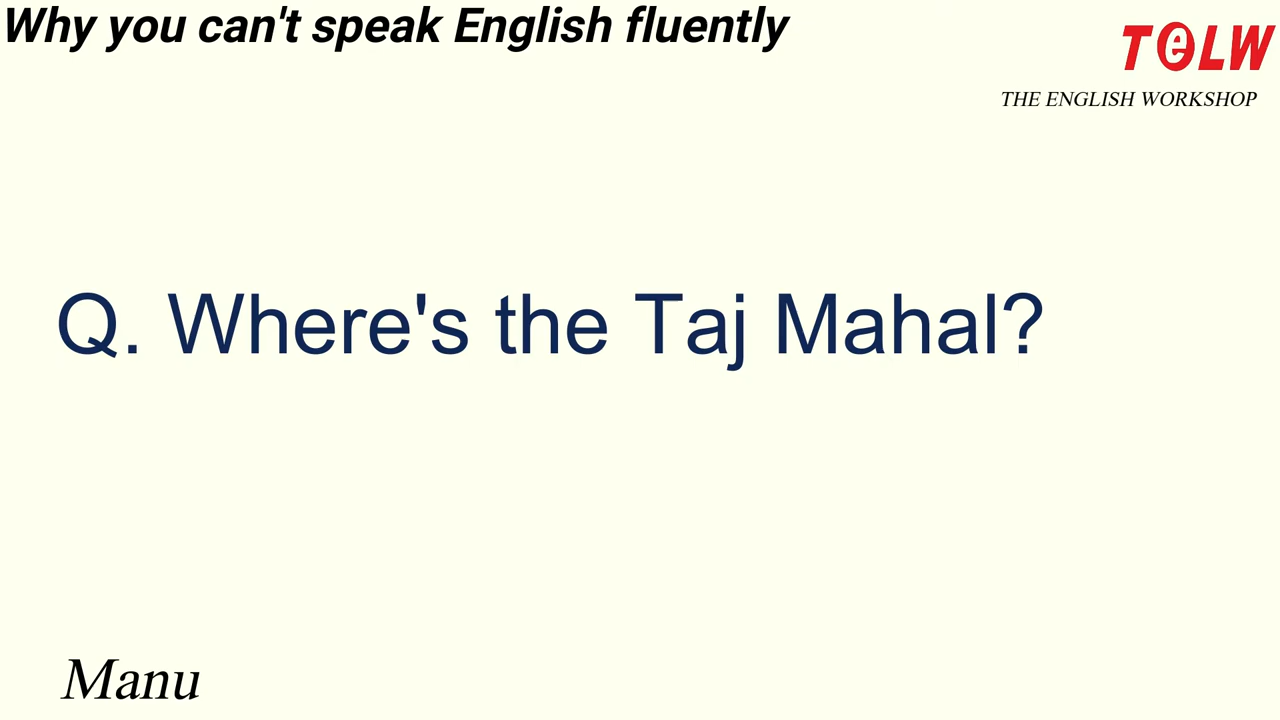 Why you can't speak English fluently
TeLW
THE ENGLISH WORKSHOP
Q. Where's the Taj Mahal?
Manu